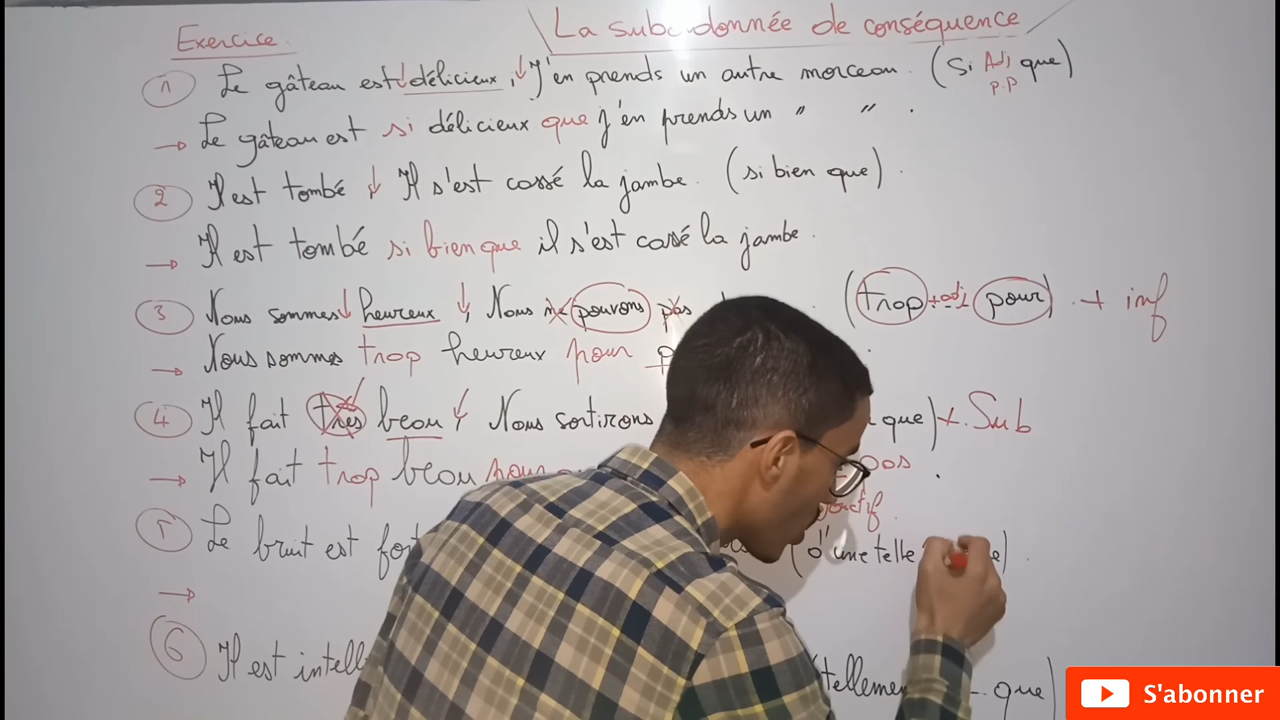 La subordonnée de conséquence
Exercice.
1 Le gâteau est délicieux, J'en prends un autre morceau. (Si Adj que)
p.p
→ Le gâteau est si délicieux que j'en prends un " " .
2 Il est tombé Il s'est cassé la jambe. (si bien que).
→ Il est tombé si bien que il s'est cassé la jambe.
3 Nous sommes heureux, Nous ne pouvons pas (trop + pour) + inf
→ Nous sommes trop heureux pour
4 Il fait très beau, Nous sortirons que) + Sub
→ Il fait trop beau pour pas .
5 Le bruit est (d'une telle
→
6 Il est que)
S'abonner